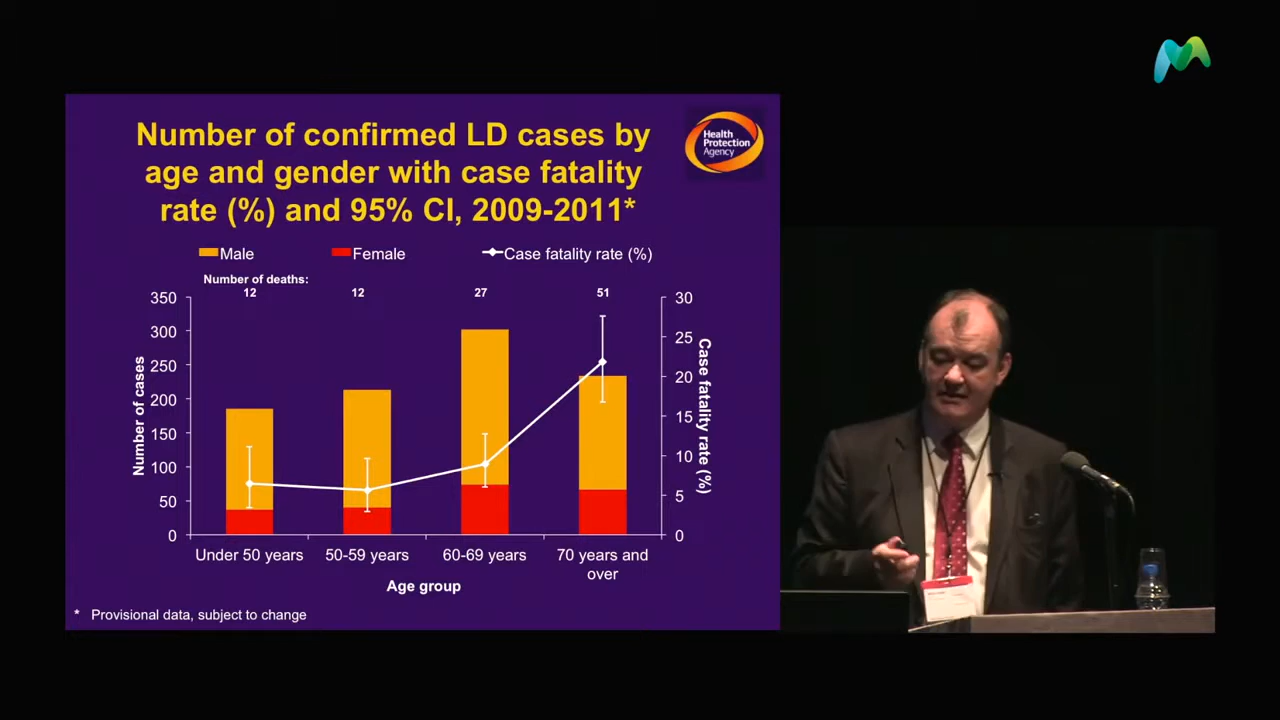 Number of confirmed LD cases by
age and gender with case fatality
rate (%) and 95% CI, 2009-2011*
Health
Protection
Agency
Male
Female
Case fatality rate (%)
Number of deaths:
12
12
27
51
350
300
250
200
150
100
50
0
Number of cases
30
25
20
15
10
5
0
Case fatality rate (%)
Under 50 years
50-59 years
60-69 years
70 years and
over
Age group
* Provisional data, subject to change